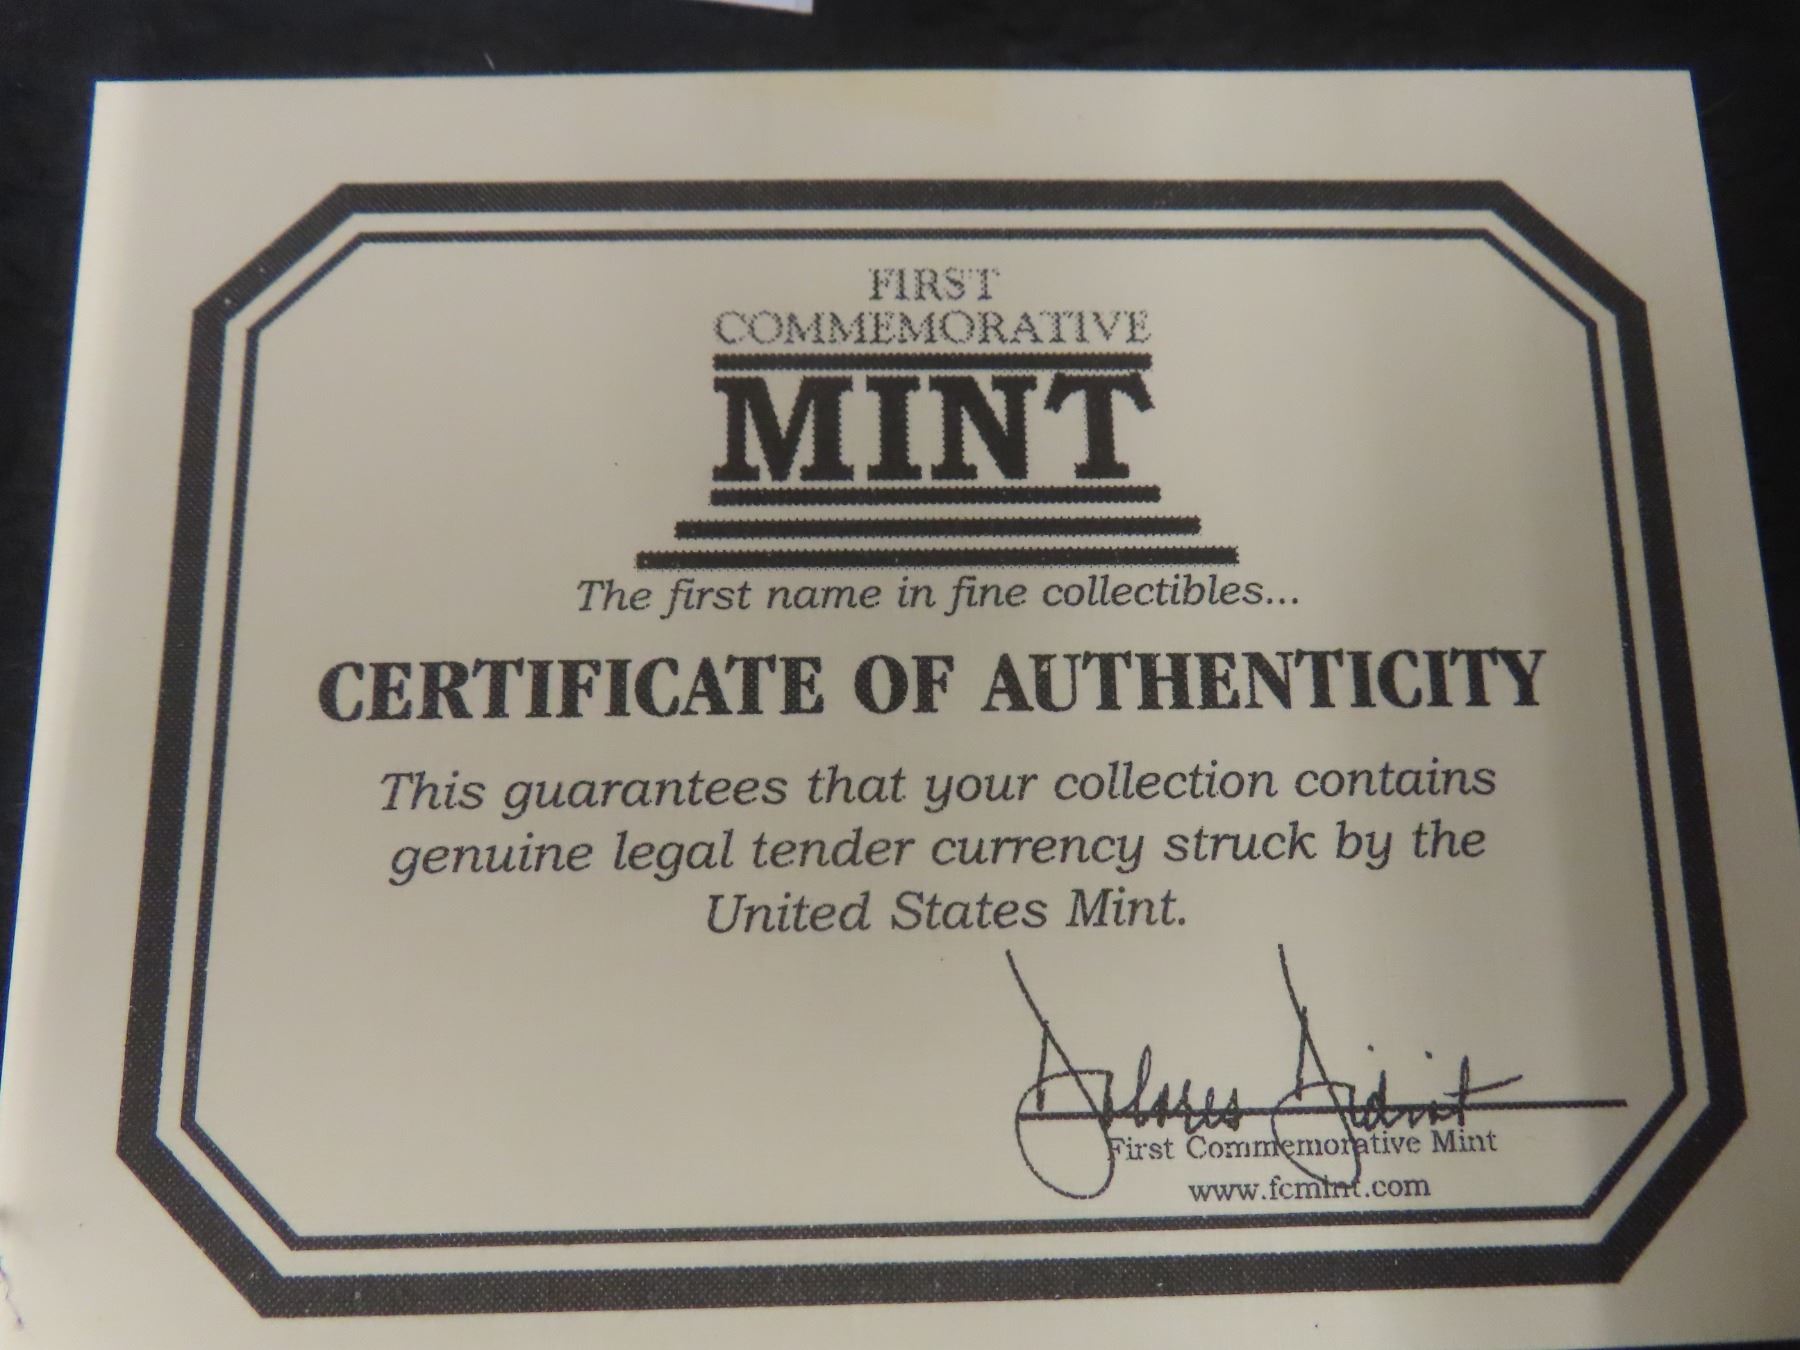 FIRST
COMMEMORATIVE
MINT
The first name in fine collectibles...
CERTIFICATE OF AUTHENTICITY
This guarantees that your collection contains
genuine legal tender currency struck by the
United States Mint.
Dolores
First Commemorative Mint
www.fcmint.com